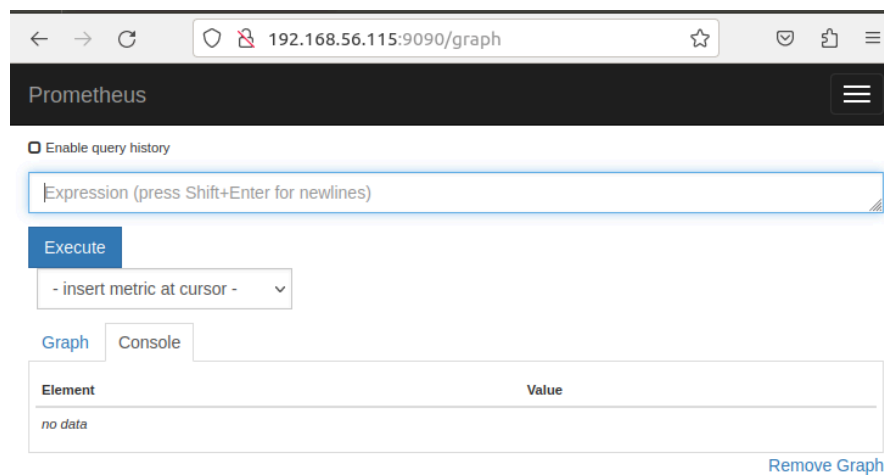 192.168.56.115:9090/graph
Prometheus
Enable query history
Expression (press Shift+Enter for newlines)
Execute
- insert metric at cursor -
Graph Console
Element Value
no data
Remove Graph